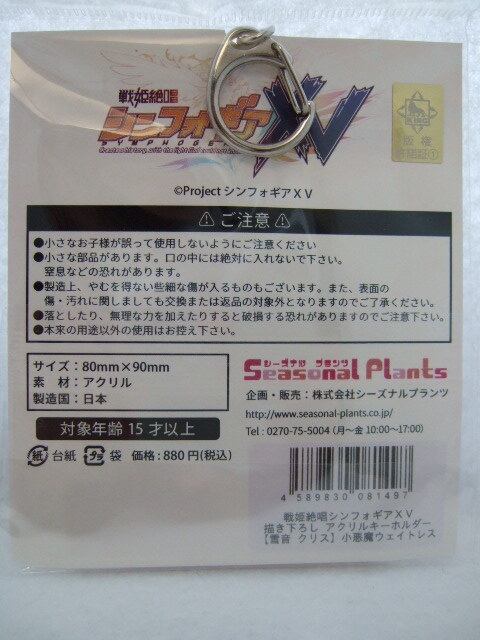 戦姫絶唱
シンフォギアXV
SYMPHOGEAR
©Project シンフォギアＸＶ
⚠ ご注意 ⚠
●小さなお子様が誤って使用しないようにご注意ください
●小さな部品があります。口の中には絶対に入れないで下さい。
窒息などの恐れがあります。
●製造上、やむを得ない些細な傷が入るものもございます。また、表面の
傷・汚れに関しましても交換または返品の対象外となりますのでご了承ください。
●落としたり、無理な力を加えたりすると破損する恐れがありますのでご注意下さい。
●本来の用途以外の使用はお控え下さい。
サイズ：80mm×90mm
素　材：アクリル
製造国：日本
対象年齢 15 才以上
紙 台紙 プラ 袋 価格：880 円(税込)
シーズナル プランツ
Seasonal Plants
企画・販売：株式会社シーズナルプランツ
http://www.seasonal-plants.co.jp/
Tel : 0270-75-5004 (月〜金 10:00〜17:00)
4 589830 081497
戦姫絶唱シンフォギアＸＶ
描き下ろし アクリルキーホルダー
【雪音 クリス】小悪魔ウェイトレス